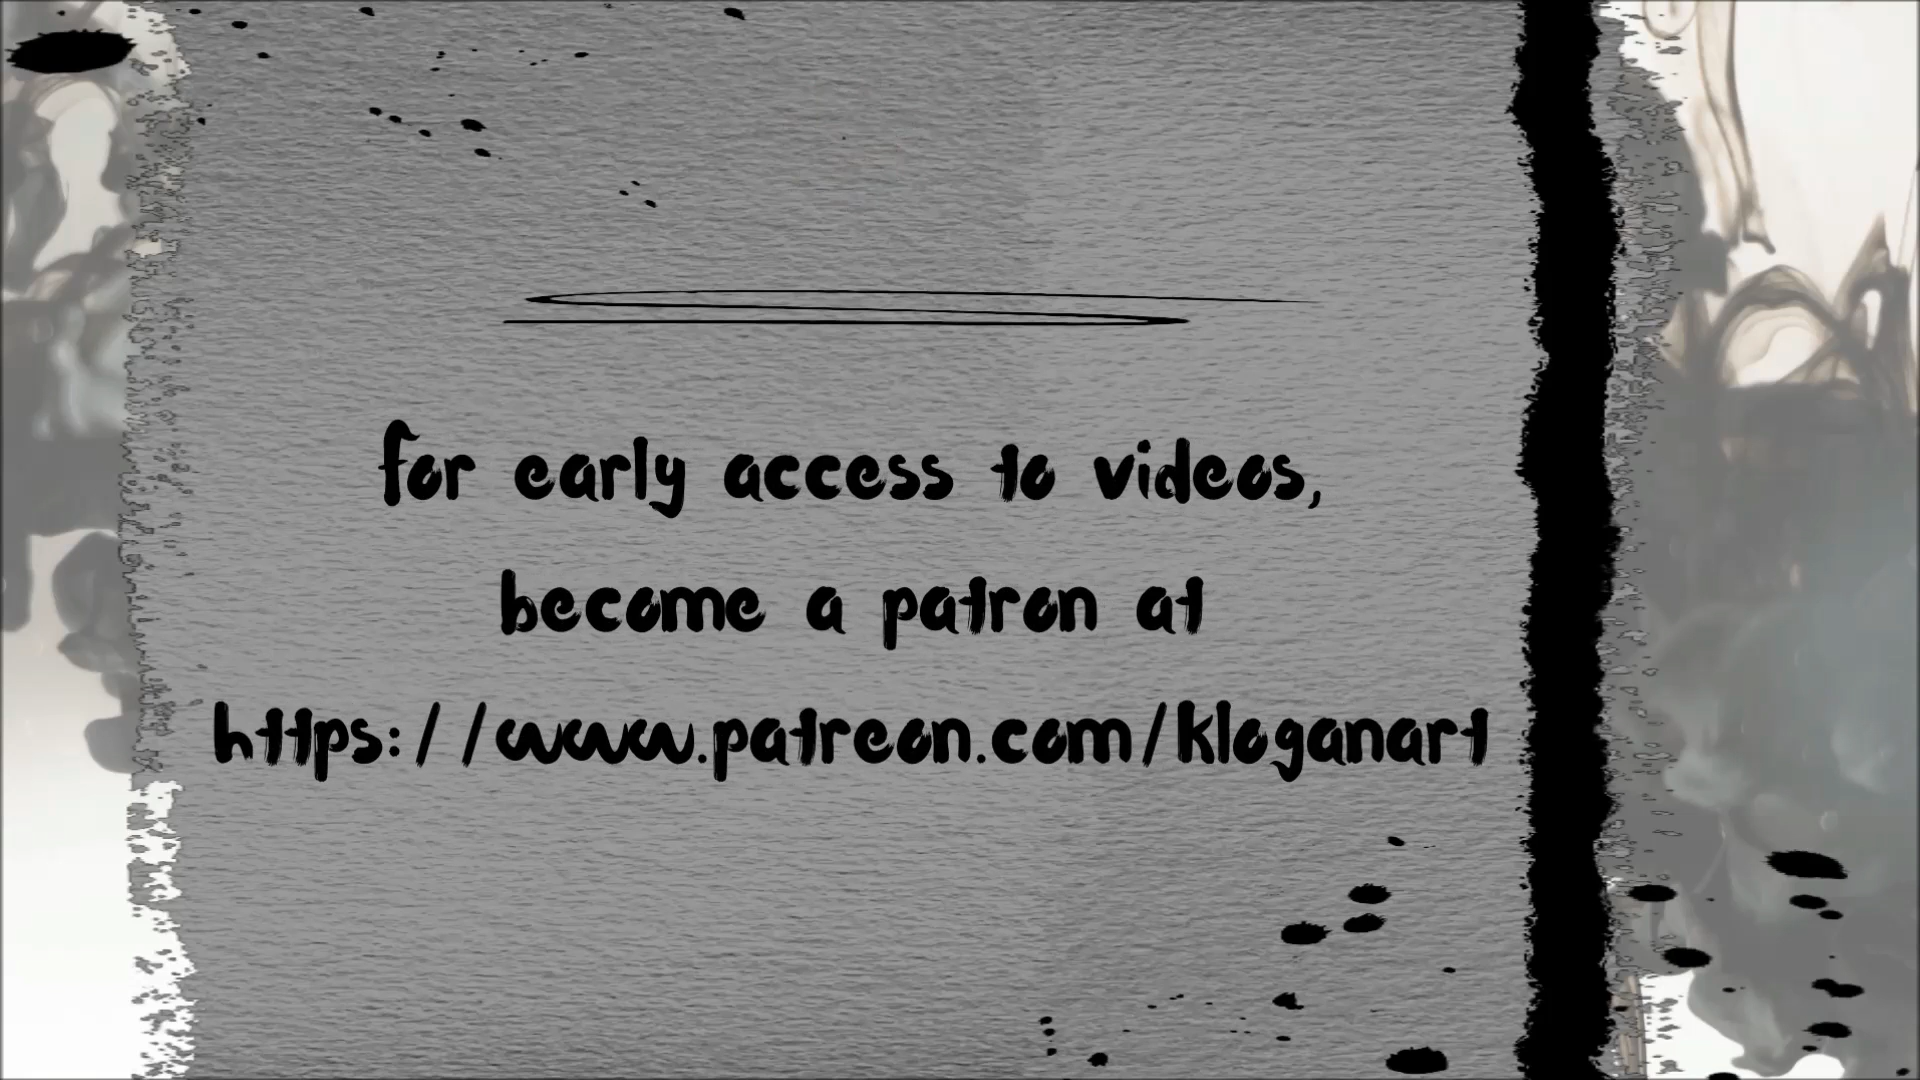 for early access to videos,
become a patron at
https://www.patreon.com/kloganart